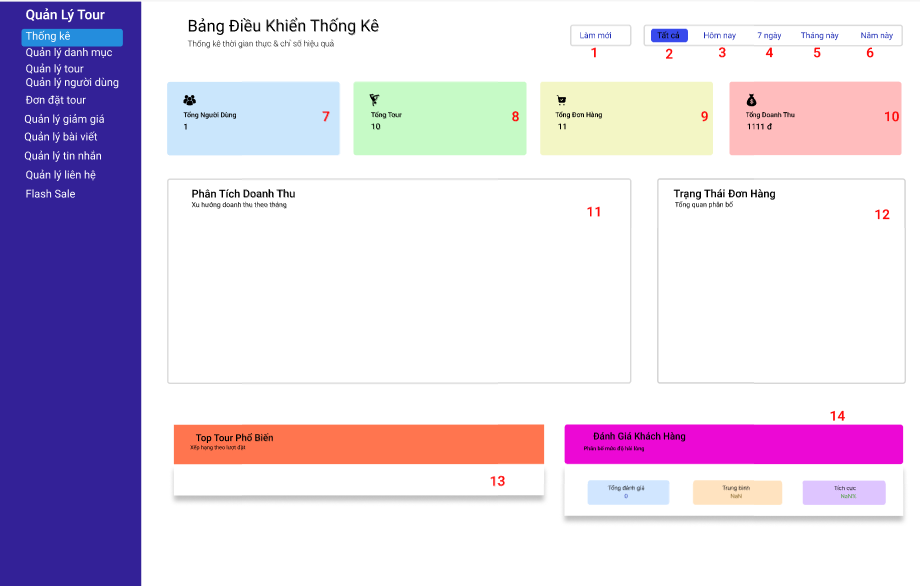 Quản Lý Tour
Thống kê
Quản lý danh mục
Quản lý tour
Quản lý người dùng
Đơn đặt tour
Quản lý giảm giá
Quản lý bài viết
Quản lý tin nhắn
Quản lý liên hệ
Flash Sale
Bảng Điều Khiển Thống Kê
Thống kê thời gian thực & chỉ số hiệu quả
Làm mới
1
Tất cả
Hôm nay
7 ngày
Tháng này
Năm này
2
3
4
5
6
Tổng Người Dùng
1
7
Tổng Tour
10
8
Tổng Đơn Hàng
11
9
Tổng Doanh Thu
1111 đ
10
Phân Tích Doanh Thu
Xu hướng doanh thu theo tháng
11
Trạng Thái Đơn Hàng
Tổng quan phân bố
12
Top Tour Phổ Biến
Xếp hạng theo lượt đặt
13
14
Đánh Giá Khách Hàng
Phân bố mức độ hài lòng
Tổng đánh giá
0
Trung bình
NaN
Tích cực
NaN%